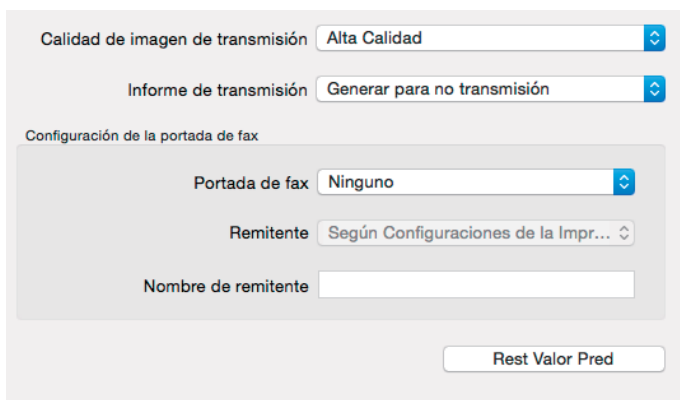 Calidad de imagen de transmisión Alta Calidad
Informe de transmisión Generar para no transmisión
Configuración de la portada de fax
Portada de fax Ninguno
Remitente Según Configuraciones de la Impr...
Nombre de remitente
Rest Valor Pred